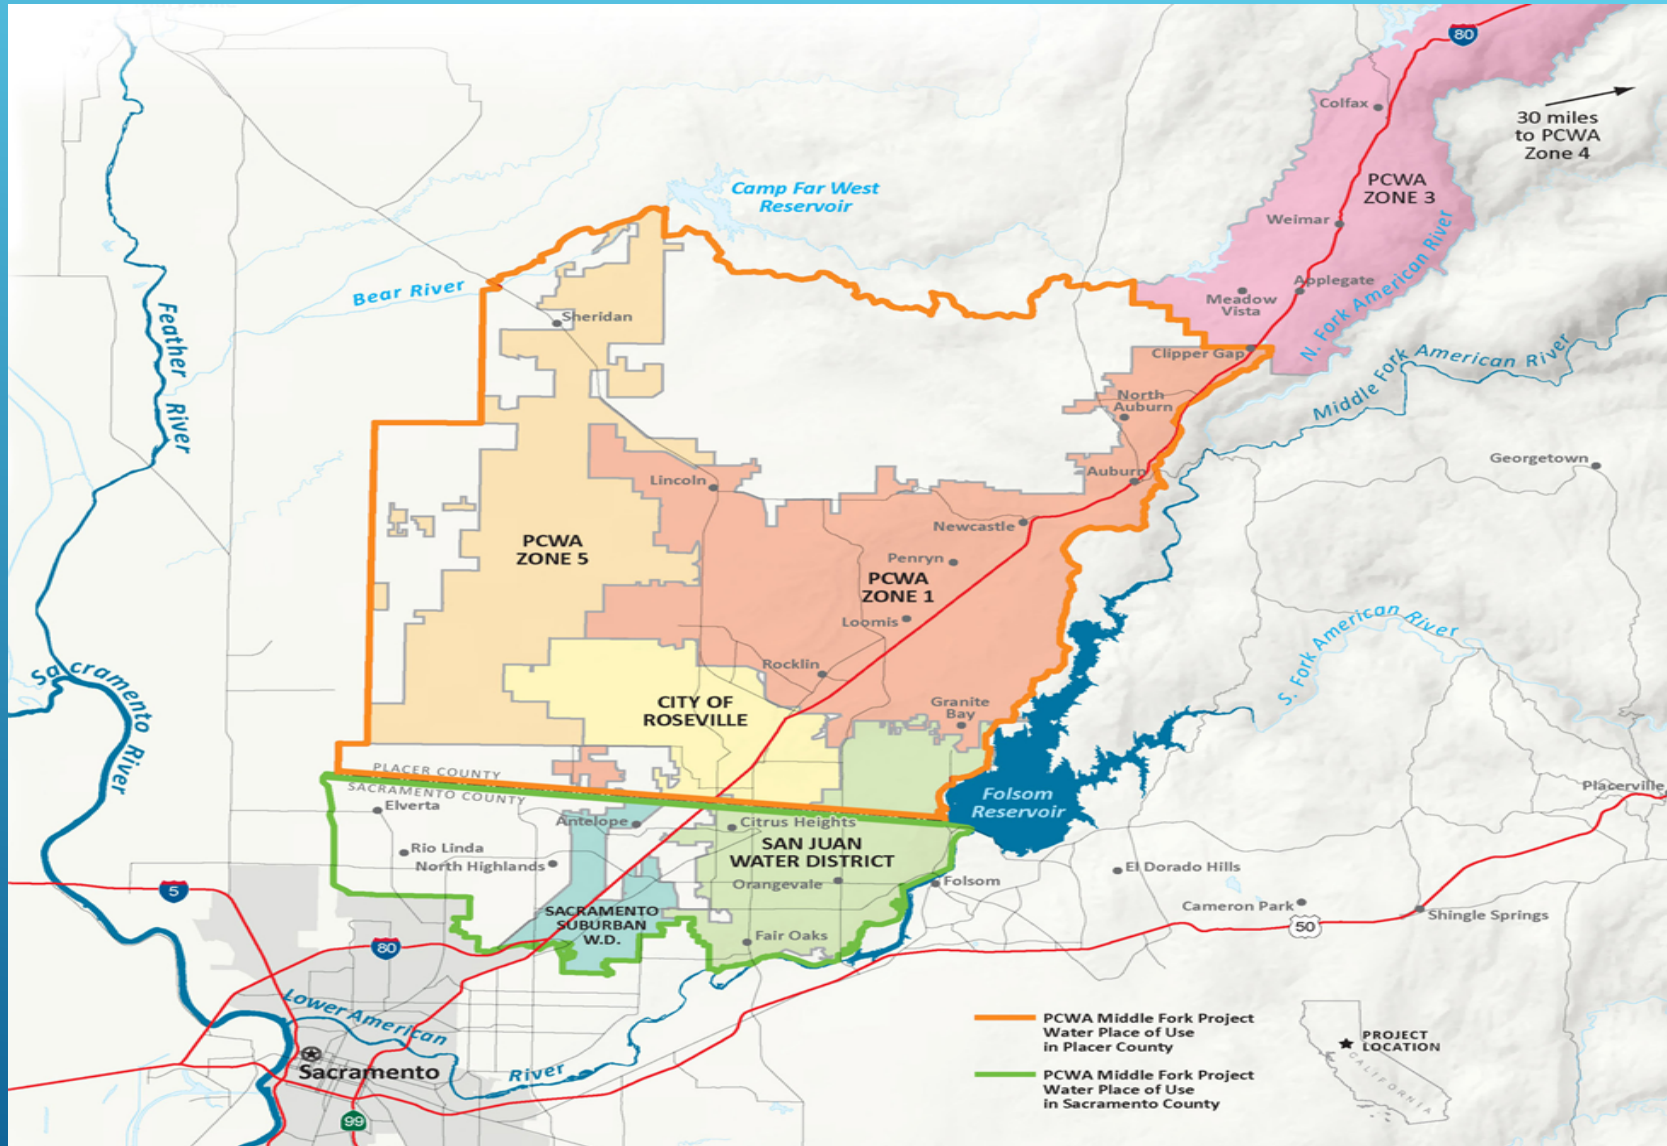 80
Colfax
30 miles
to PCWA
Zone 4
PCWA
ZONE 3
Camp Far West
Reservoir
Weimar
N. Fork American River
Bear River
Applegate
Meadow
Vista
Feather River
Sheridan
Clipper Gap
Middle Fork American River
North
Auburn
Georgetown
Auburn
Lincoln
Newcastle
PCWA
ZONE 5
Penryn
PCWA
ZONE 1
Loomis
S. Fork American River
Sacramento River
Rocklin
CITY OF
ROSEVILLE
Granite
Bay
PLACER COUNTY
SACRAMENTO COUNTY
Folsom
Reservoir
Placerville
Elverta
Antelope
Citrus Heights
Rio Linda
North Highlands
SAN JUAN
WATER DISTRICT
Orangevale
Folsom
El Dorado Hills
5
Cameron Park
Shingle Springs
50
SACRAMENTO
SUBURBAN
W.D.
Fair Oaks
80
Lower American River
Sacramento
99
PCWA Middle Fork Project
Water Place of Use
in Placer County
PCWA Middle Fork Project
Water Place of Use
in Sacramento County
PROJECT
LOCATION
CALIFORNIA